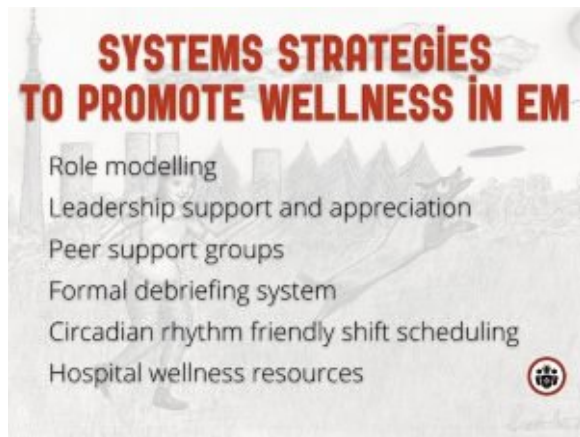 SYSTEMS STRATEGİES
TO PROMOTE WELLNESS İN EM
Role modelling
Leadership support and appreciation
Peer support groups
Formal debriefing system
Circadian rhythm friendly shift scheduling
Hospital wellness resources